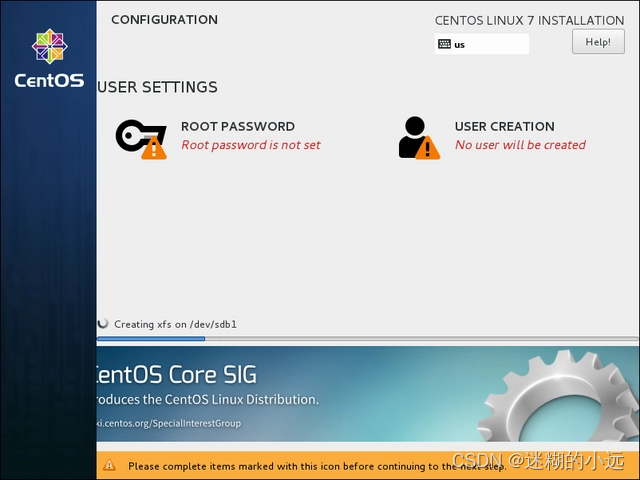 CONFIGURATION
CENTOS LINUX 7 INSTALLATION
us
Help!
CentOS
USER SETTINGS
ROOT PASSWORD
Root password is not set
USER CREATION
No user will be created
Creating xfs on /dev/sdb1
CentOS Core SIG
roduces the CentOS Linux Distribution.
ki.centos.org/SpecialInterestGroup
Please complete items marked with this icon before continuing to the next step.
CSDN @迷糊的小远